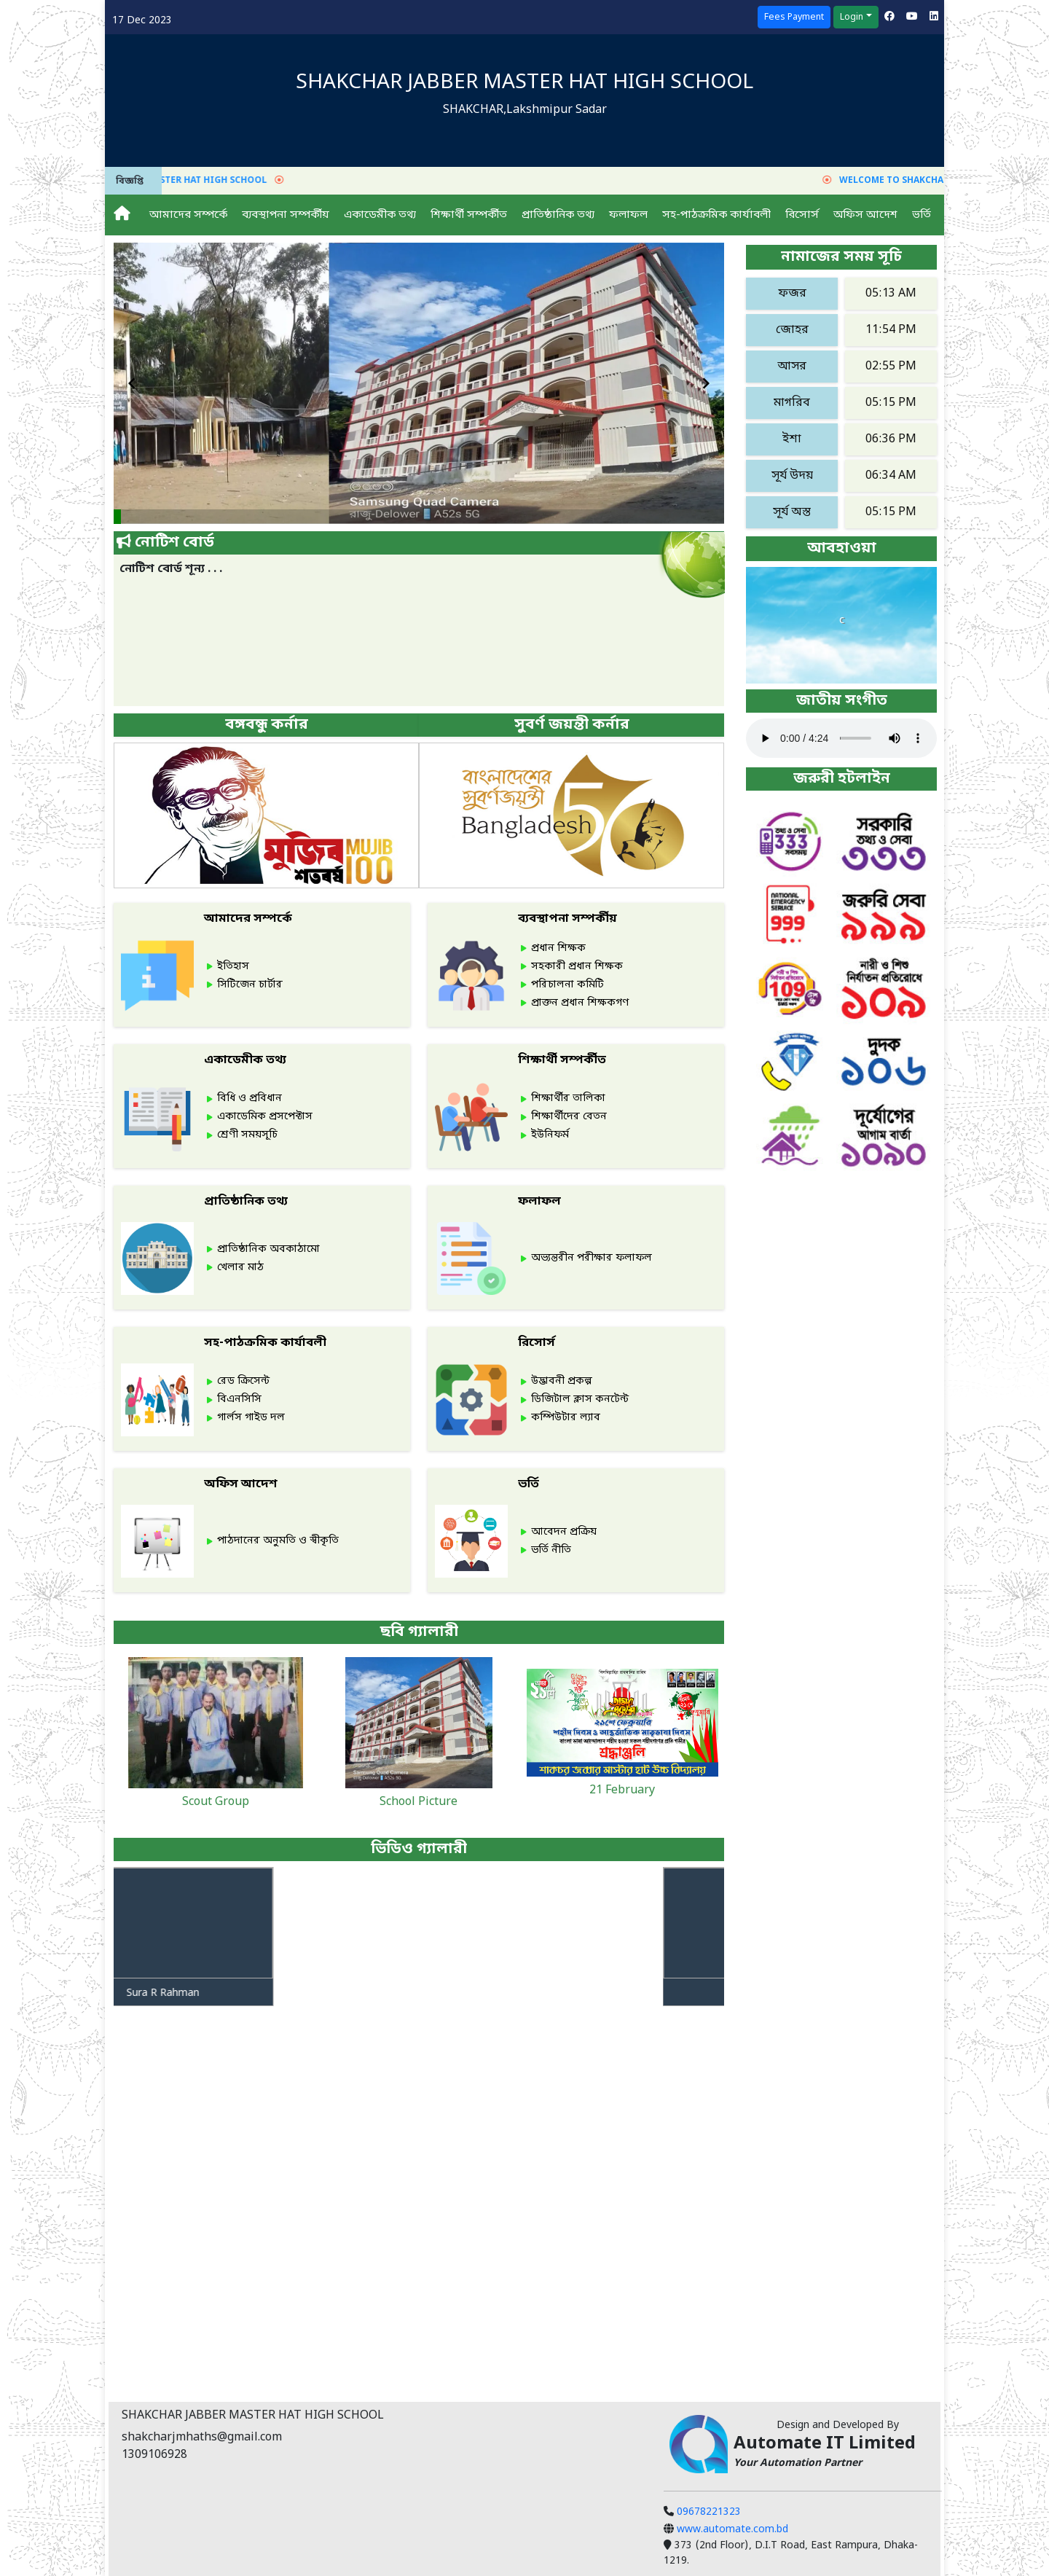 17 Dec 2023
Fees Payment
Login
SHAKCHAR JABBER MASTER HAT HIGH SCHOOL
SHAKCHAR,Lakshmipur Sadar
বিজ্ঞপ্তি
STER HAT HIGH SCHOOL
WELCOME TO SHAKCHA
আমাদের সম্পর্কে
ব্যবস্থাপনা সম্পর্কীয়
একাডেমীক তথ্য
শিক্ষার্থী সম্পর্কীত
প্রাতিষ্ঠানিক তথ্য
ফলাফল
সহ-পাঠক্রমিক কার্যাবলী
রিসোর্স
অফিস আদেশ
ভর্তি
Samsung Quad Camera
রাজু-Delower A52s 5G
নোটিশ বোর্ড
নোটিশ বোর্ড শূন্য . . .
বঙ্গবন্ধু কর্নার
সুবর্ণ জয়ন্তী কর্নার
মুজিব
শতবর্ষ
MUJIB
100
বাংলাদেশের
সুবর্ণজয়ন্তী
50
Bangladesh
আমাদের সম্পর্কে
ইতিহাস
সিটিজেন চার্টার
ব্যবস্থাপনা সম্পর্কীয়
প্রধান শিক্ষক
সহকারী প্রধান শিক্ষক
পরিচালনা কমিটি
প্রাক্তন প্রধান শিক্ষকগণ
একাডেমীক তথ্য
বিধি ও প্রবিধান
একাডেমিক প্রসপেক্টাস
শ্রেণী সময়সূচি
শিক্ষার্থী সম্পর্কীত
শিক্ষার্থীর তালিকা
শিক্ষার্থীদের বেতন
ইউনিফর্ম
প্রাতিষ্ঠানিক তথ্য
প্রাতিষ্ঠানিক অবকাঠামো
খেলার মাঠ
ফলাফল
অভ্যন্তরীন পরীক্ষার ফলাফল
সহ-পাঠক্রমিক কার্যাবলী
রেড ক্রিসেন্ট
বিএনসিসি
গার্লস গাইড দল
রিসোর্স
উদ্ভাবনী প্রকল্প
ডিজিটাল ক্লাস কনটেন্ট
কম্পিউটার ল্যাব
অফিস আদেশ
পাঠদানের অনুমতি ও স্বীকৃতি
ভর্তি
আবেদন প্রক্রিয়
ভর্তি নীতি
ছবি গ্যালারী
Scout Group
School Picture
২১শে ফেব্রুয়ারি
শহীদ দিবস ও আন্তর্জাতিক মাতৃভাষা দিবস
শ্রদ্ধাঞ্জলি
শাকচর জব্বার মাস্টার হাট উচ্চ বিদ্যালয়
21 February
ভিডিও গ্যালারী
Sura R Rahman
নামাজের সময় সূচি
ফজর 05:13 AM
জোহর 11:54 PM
আসর 02:55 PM
মাগরিব 05:15 PM
ইশা 06:36 PM
সূর্য উদয় 06:34 AM
সূর্য অস্ত 05:15 PM
আবহাওয়া
C
জাতীয় সংগীত
0:00 / 4:24
জরুরী হটলাইন
তথ্য ও সেবা
333
সবসময়
সরকারি
তথ্য ও সেবা
৩৩৩
NATIONAL
EMERGENCY
SERVICE
999
জরুরি সেবা
৯৯৯
109
নারী ও শিশু
নির্যাতন প্রতিরোধে
১০৯
দুদক
১০৬
দূর্যোগের
আগাম বার্তা
১০৯০
SHAKCHAR JABBER MASTER HAT HIGH SCHOOL
shakcharjmhaths@gmail.com
1309106928
Design and Developed By
Automate IT Limited
Your Automation Partner
09678221323
www.automate.com.bd
373 (2nd Floor), D.I.T Road, East Rampura, Dhaka-
1219.